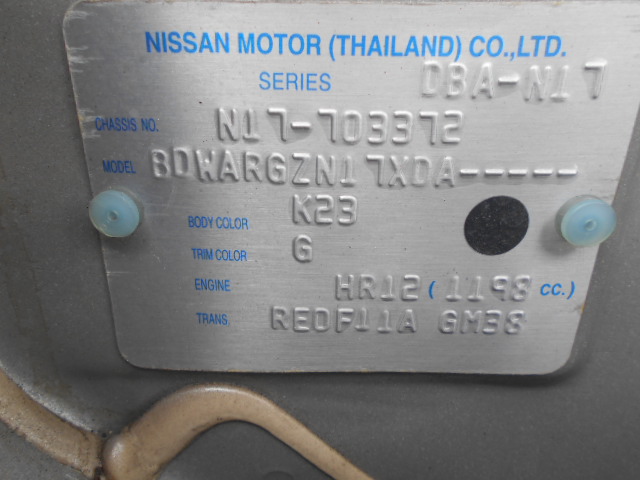 NISSAN MOTOR (THAILAND) CO.,LTD.
SERIES DBA-N17
CHASSIS NO. N17-703372
MODEL BDWARGZN17XDA-----
BODY COLOR K23
TRIM COLOR G
ENGINE HR12 (1198 cc.)
TRANS. RE0F11A GM38